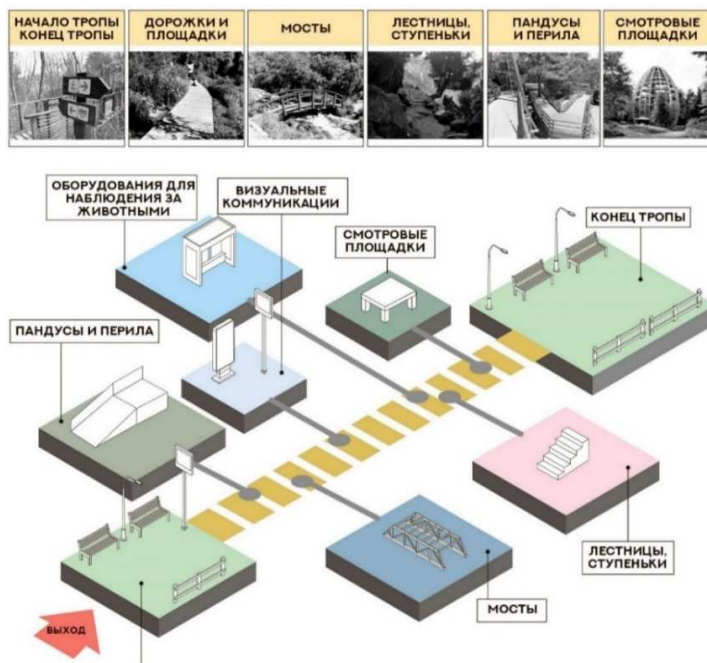 НАЧАЛО ТРОПЫ
КОНЕЦ ТРОПЫ
ДОРОЖКИ И
ПЛОЩАДКИ
МОСТЫ
ЛЕСТНИЦЫ,
СТУПЕНЬКИ
ПАНДУСЫ
И ПЕРИЛА
СМОТРОВЫЕ
ПЛОЩАДКИ
ОБОРУДОВАНИЯ ДЛЯ
НАБЛЮДЕНИЯ ЗА
ЖИВОТНЫМИ
ВИЗУАЛЬНЫЕ
КОММУНИКАЦИИ
СМОТРОВЫЕ
ПЛОЩАДКИ
КОНЕЦ ТРОПЫ
ПАНДУСЫ И ПЕРИЛА
ЛЕСТНИЦЫ,
СТУПЕНЬКИ
МОСТЫ
ВЫХОД